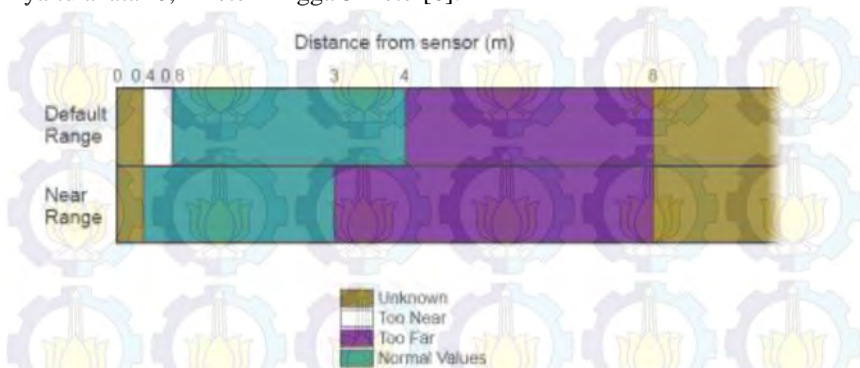 Distance from sensor (m)
0 0.4 0.8 3 4 8
Default
Range
Near
Range
Unknown
Too Near
Too Far
Normal Values